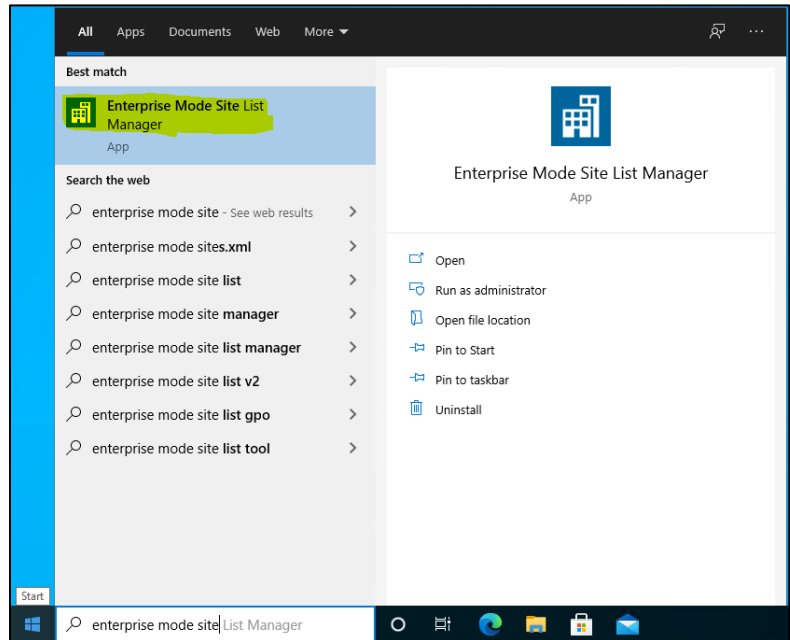 All Apps Documents Web More
Best match
Enterprise Mode Site List
Manager
App
Search the web
enterprise mode site - See web results
enterprise mode sites.xml
enterprise mode site list
enterprise mode site manager
enterprise mode site list manager
enterprise mode site list v2
enterprise mode site list gpo
enterprise mode site list tool
Enterprise Mode Site List Manager
App
Open
Run as administrator
Open file location
Pin to Start
Pin to taskbar
Uninstall
Start
enterprise mode site List Manager